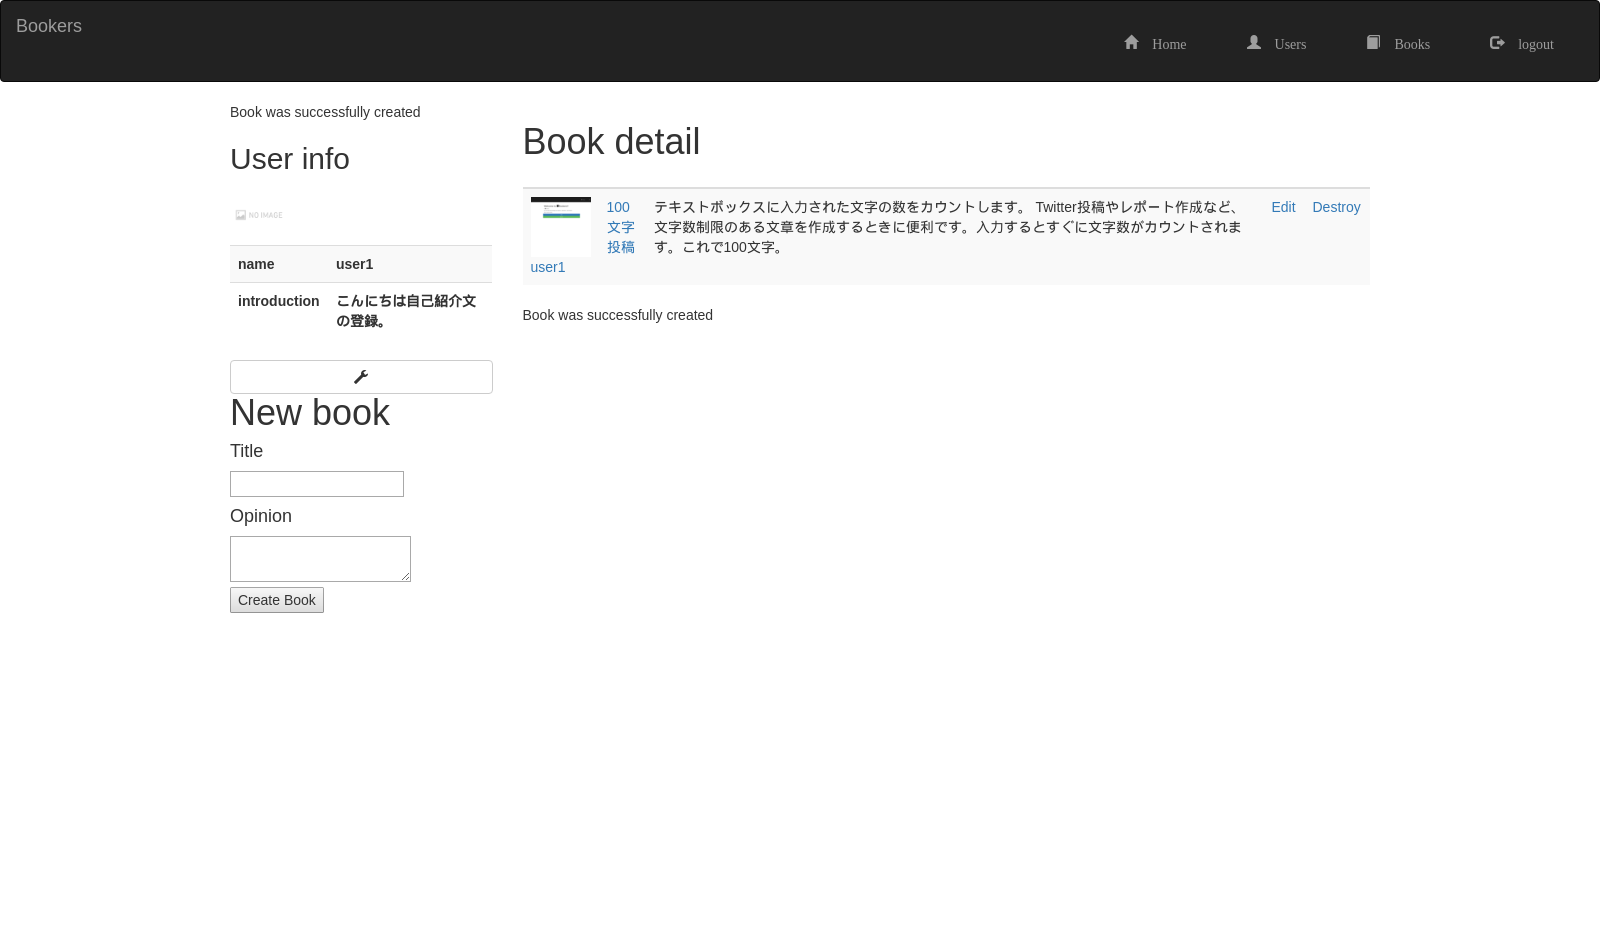 Bookers
Home
Users
Books
logout
Book was successfully created
User info
NO IMAGE
name user1
introduction こんにちは自己紹介文
の登録。
New book
Title
Opinion
Create Book
Book detail
user1
100
文字
投稿
テキストボックスに入力された文字の数をカウントします。 Twitter投稿やレポート作成など、
文字数制限のある文章を作成するときに便利です。入力するとすぐに文字数がカウントされま
す。これで100文字。
Edit
Destroy
Book was successfully created